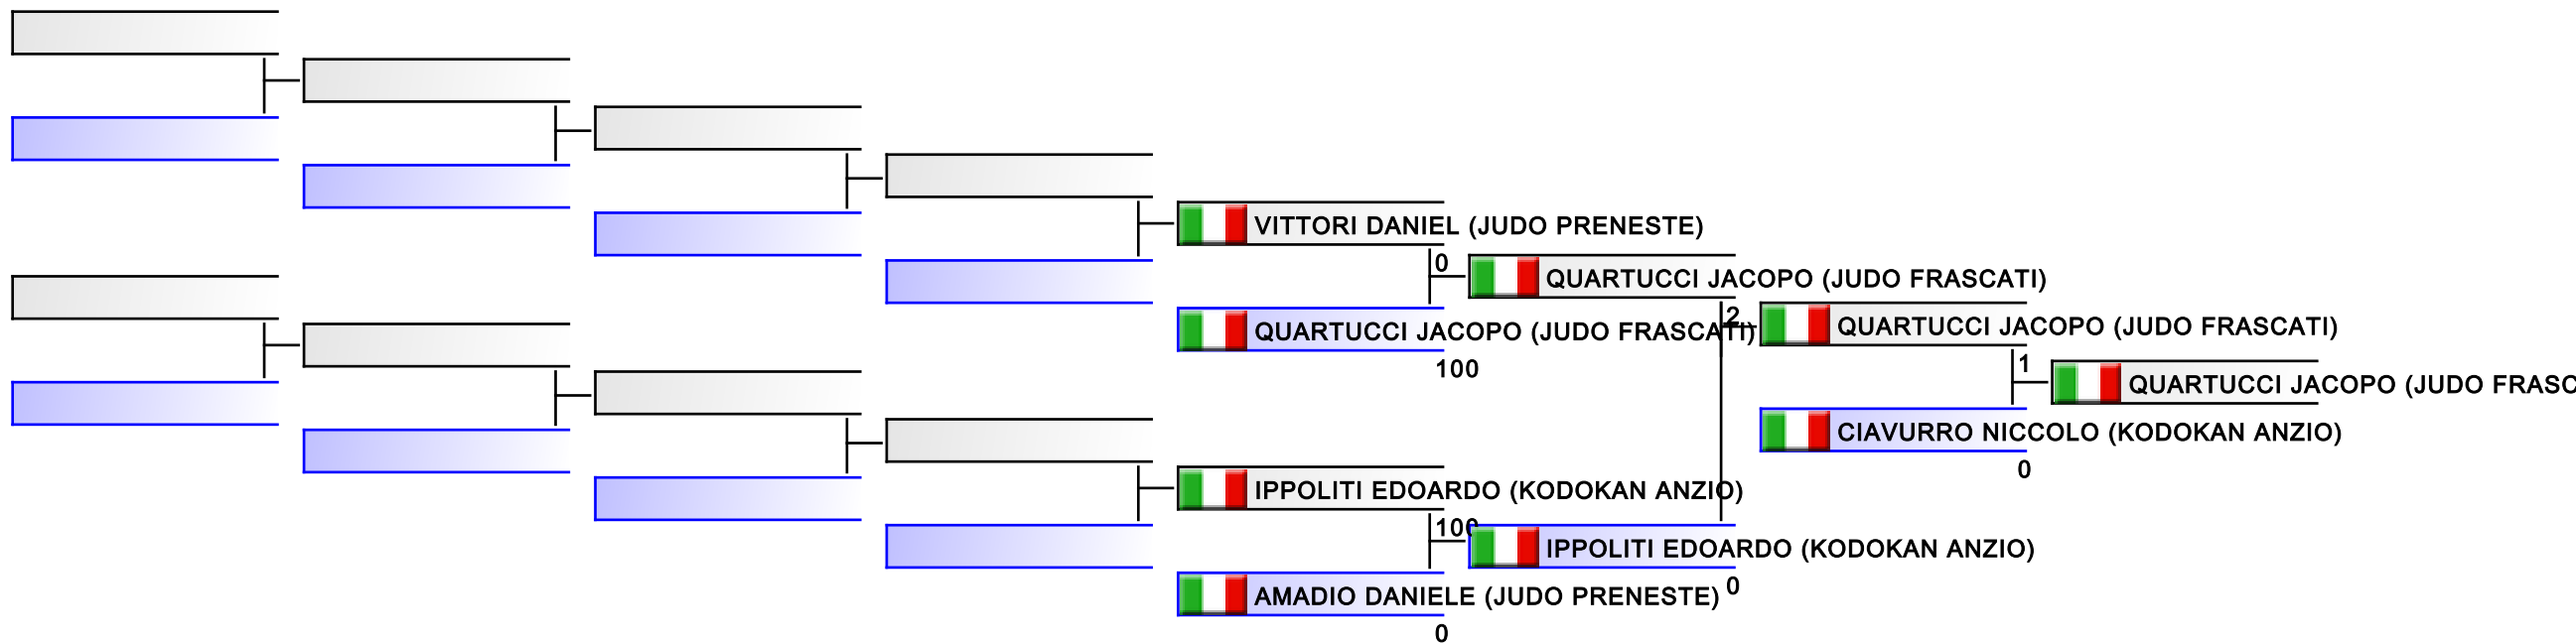 VITTORI DANIEL (JUDO PRENESTE)
0
QUARTUCCI JACOPO (JUDO FRASCATI)
QUARTUCCI JACOPO (JUDO FRASCATI)
100
2
QUARTUCCI JACOPO (JUDO FRASCATI)
1
QUARTUCCI JACOPO (JUDO FRASC
CIAVURRO NICCOLO (KODOKAN ANZIO)
0
IPPOLITI EDOARDO (KODOKAN ANZIO)
100
IPPOLITI EDOARDO (KODOKAN ANZIO)
0
AMADIO DANIELE (JUDO PRENESTE)
0